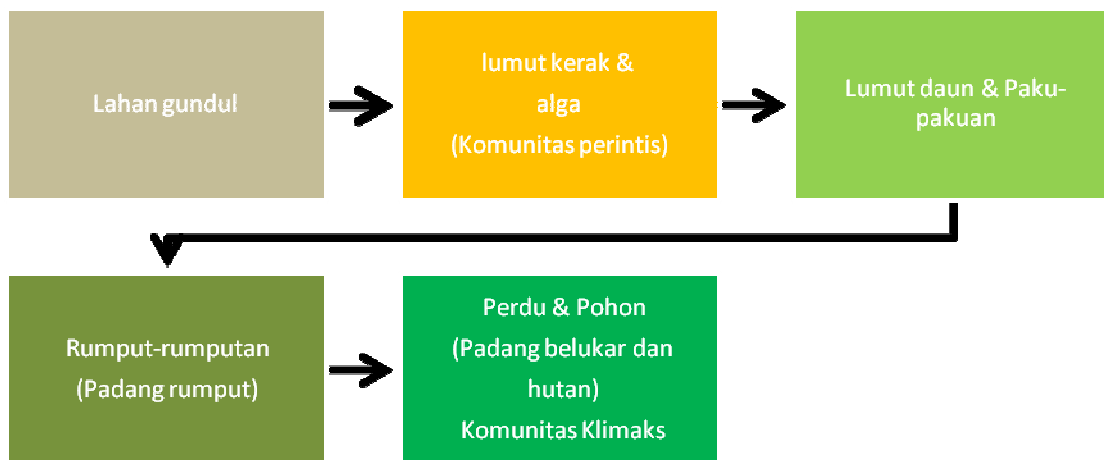 Lahan gundul
lumut kerak &
alga
(Komunitas perintis)
Lumut daun & Paku-
pakuan
Rumput-rumputan
(Padang rumput)
Perdu & Pohon
(Padang belukar dan
hutan)
Komunitas Klimaks